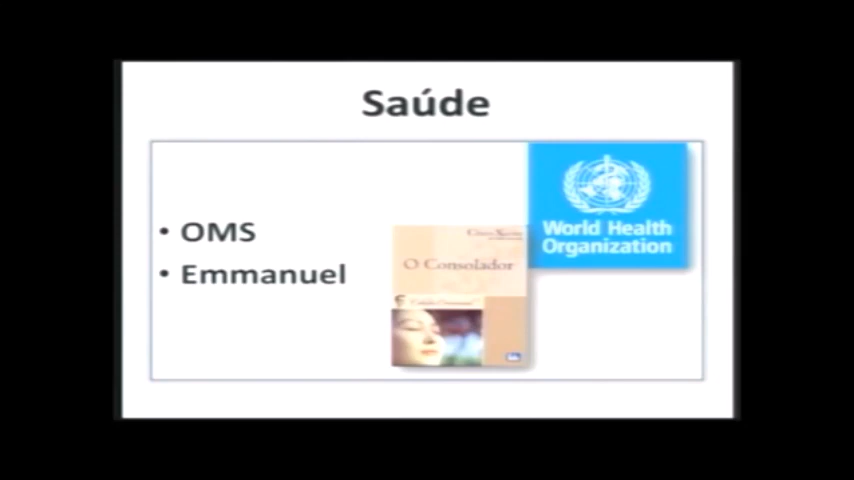 Saúde
• OMS
• Emmanuel
O Consolador
World Health
Organization